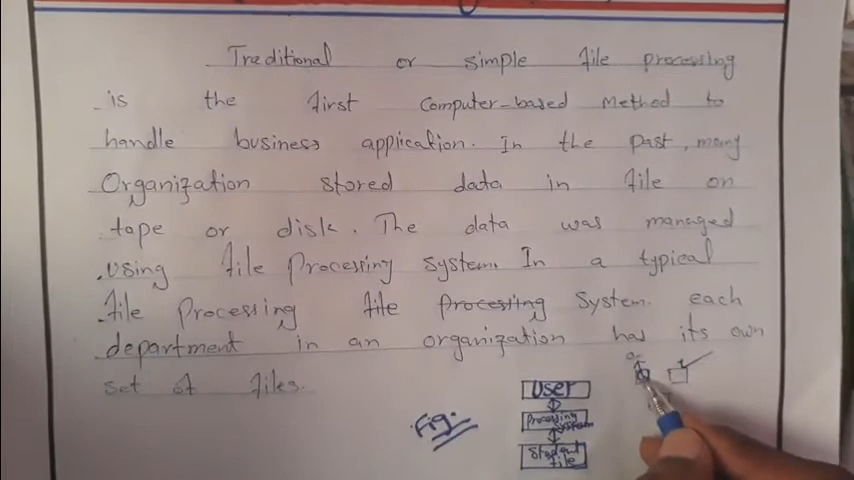 Traditional or simple file processing
is the first computer-based method to
handle business application. In the past, many
Organization stored data in file on
tape or disk. The data was managed
using file processing system. In a typical
file Processing file processing System. each
department in an organization has its own
set of files.
Fig:-
User
Processing
System
Student
file